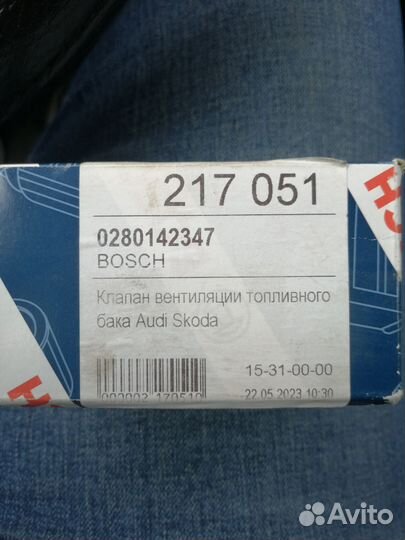 217 051
0280142347
BOSCH
Клапан вентиляции топливного
бака Audi Skoda
15-31-00-00
22.05.2023 10:30
Avito